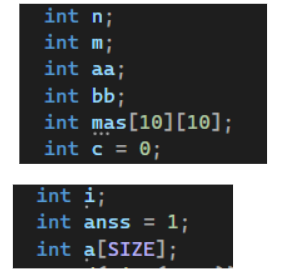 int n;
int m;
int aa;
int bb;
int mas[10][10];
int c = 0;
int i;
int anss = 1;
int a[SIZE];